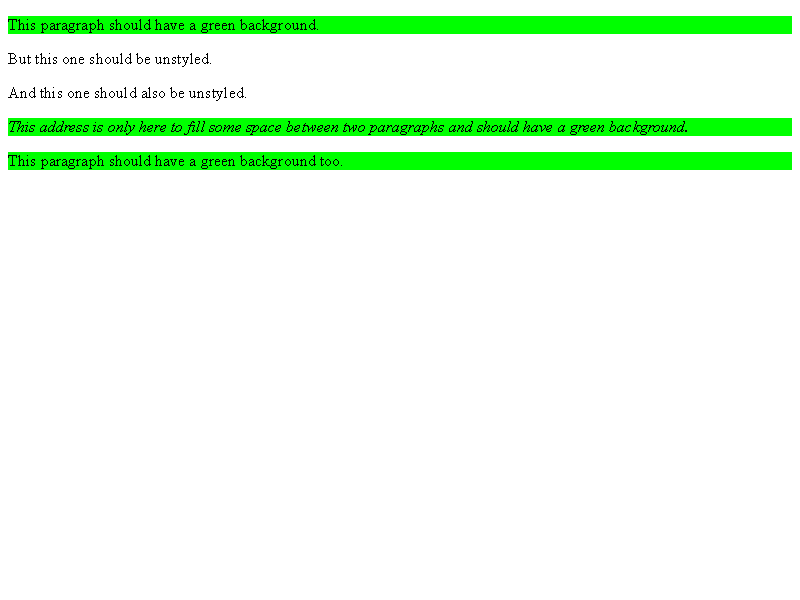 This paragraph should have a green background.
But this one should be unstyled.
And this one should also be unstyled.
This address is only here to fill some space between two paragraphs and should have a green background.
This paragraph should have a green background too.